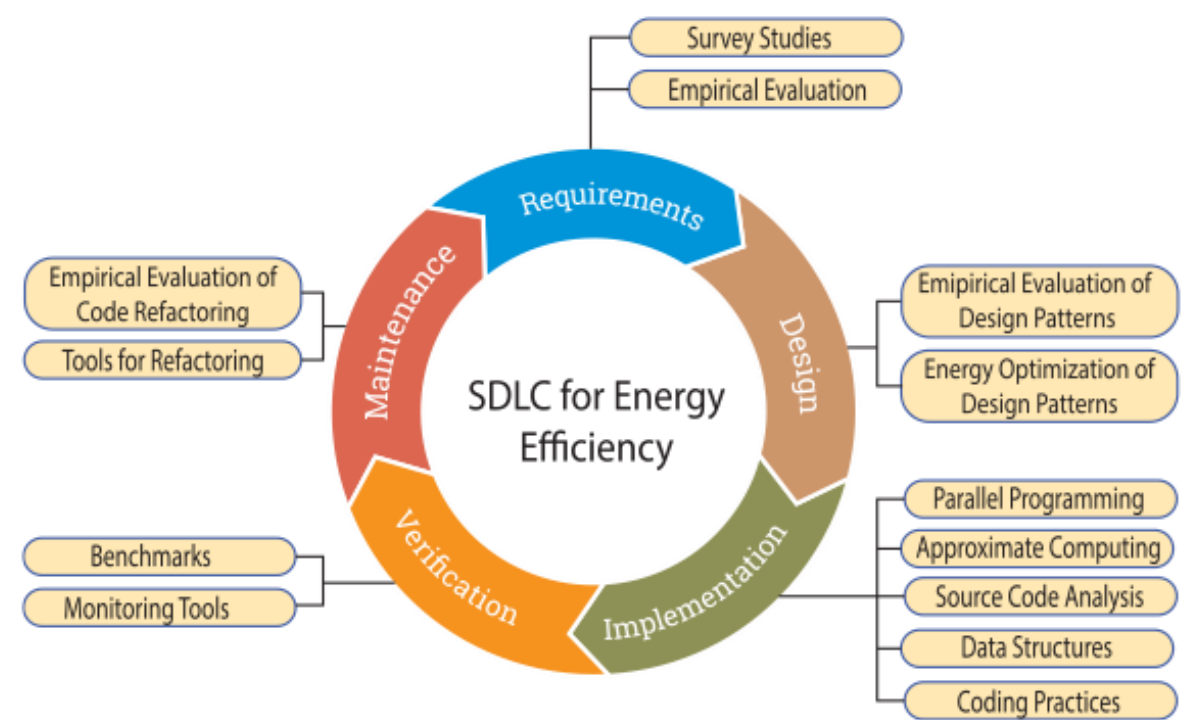 Survey Studies
Empirical Evaluation
Requirements
Design
Implementation
Verification
Maintenance
SDLC for Energy
Efficiency
Emipirical Evaluation of
Design Patterns
Energy Optimization of
Design Patterns
Parallel Programming
Approximate Computing
Source Code Analysis
Data Structures
Coding Practices
Benchmarks
Monitoring Tools
Empirical Evaluation of
Code Refactoring
Tools for Refactoring